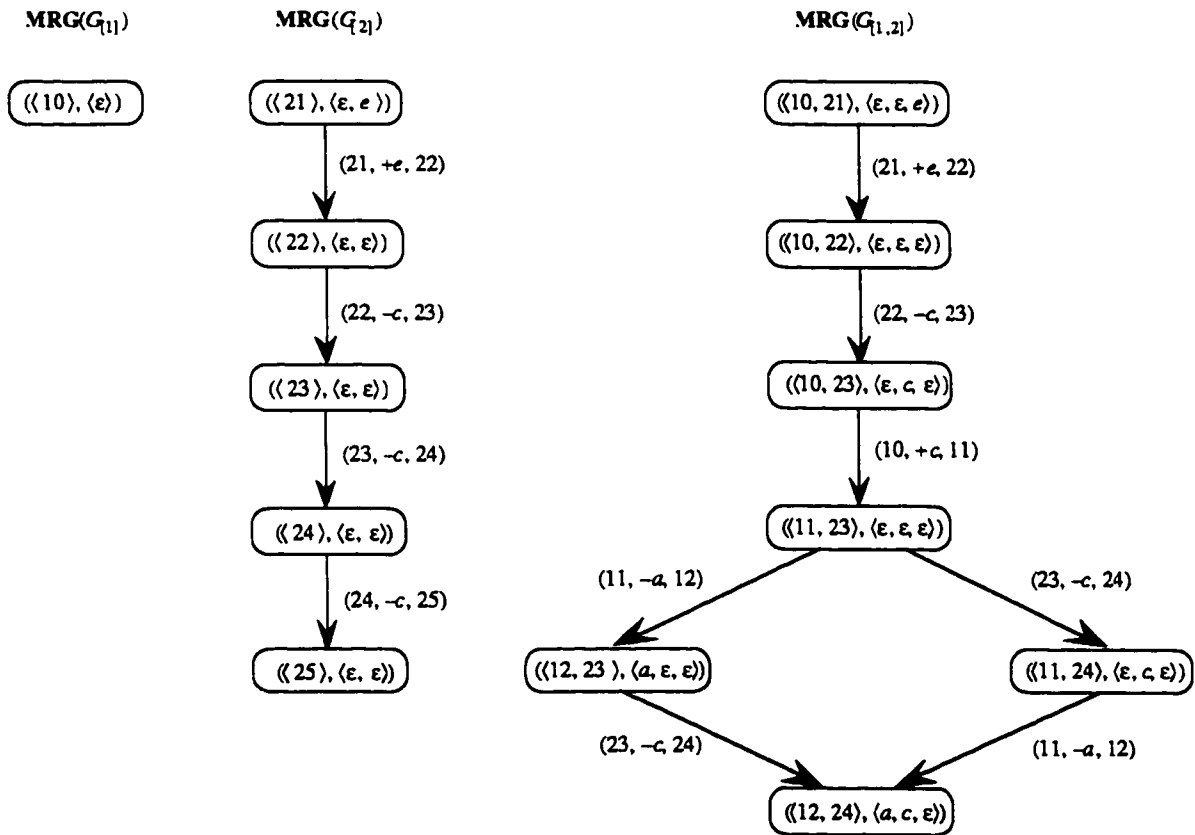 MRG(G[1]) MRG(G[2]) MRG(G[1,2])
(⟨10⟩, ⟨ε⟩) (⟨21⟩, ⟨ε, e⟩) (⟨10, 21⟩, ⟨ε, ε, e⟩)
(21, +e, 22) (21, +e, 22)
(⟨22⟩, ⟨ε, ε⟩) (⟨10, 22⟩, ⟨ε, ε, ε⟩)
(22, –c, 23) (22, –c, 23)
(⟨23⟩, ⟨ε, ε⟩) (⟨10, 23⟩, ⟨ε, c, ε⟩)
(23, –c, 24) (10, +c, 11)
(⟨24⟩, ⟨ε, ε⟩) (⟨11, 23⟩, ⟨ε, ε, ε⟩)
(24, –c, 25) (11, –a, 12) (23, –c, 24)
(⟨25⟩, ⟨ε, ε⟩) (⟨12, 23⟩, ⟨a, ε, ε⟩) (⟨11, 24⟩, ⟨ε, c, ε⟩)
(23, –c, 24) (11, –a, 12)
(⟨12, 24⟩, ⟨a, c, ε⟩)